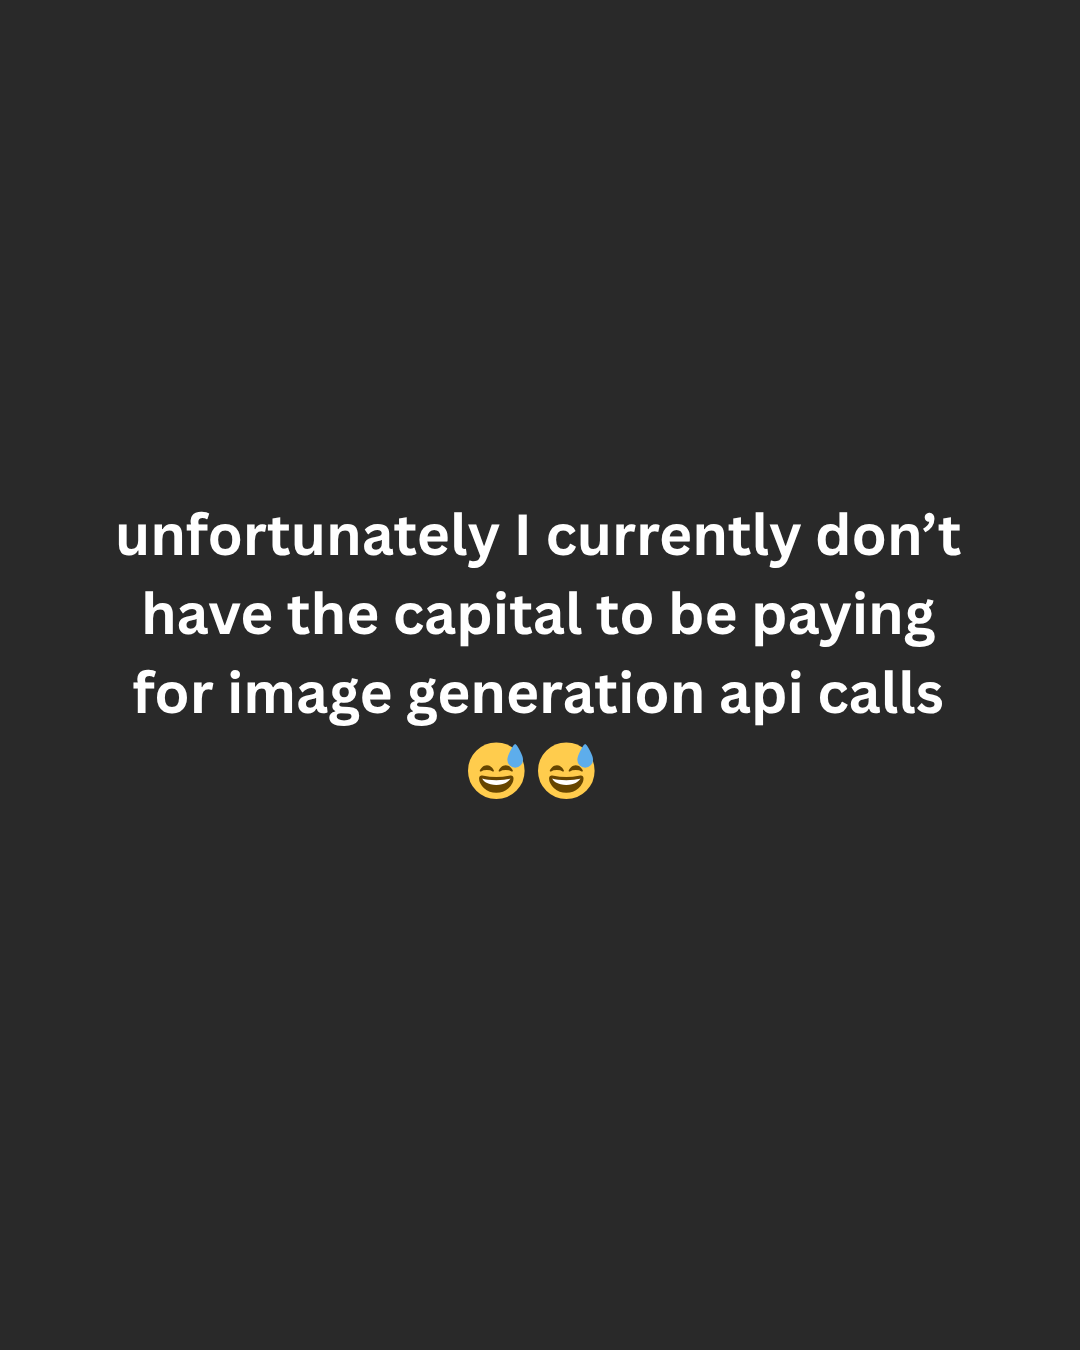 unfortunately I currently don’t
have the capital to be paying
for image generation api calls
😅😅